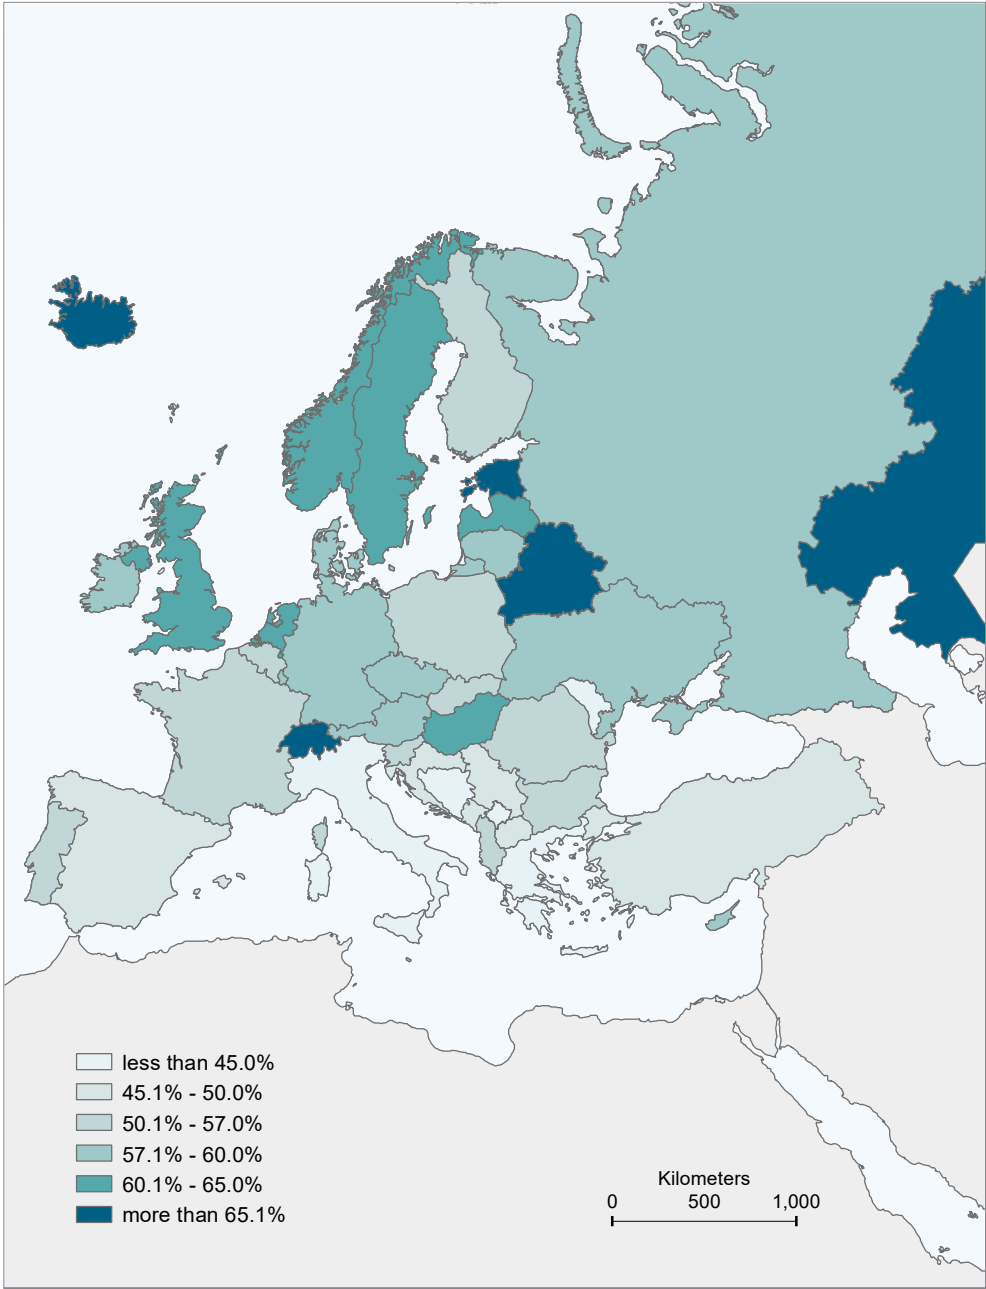 less than 45.0%
45.1% - 50.0%
50.1% - 57.0%
57.1% - 60.0%
60.1% - 65.0%
more than 65.1%
Kilometers
0 500 1,000